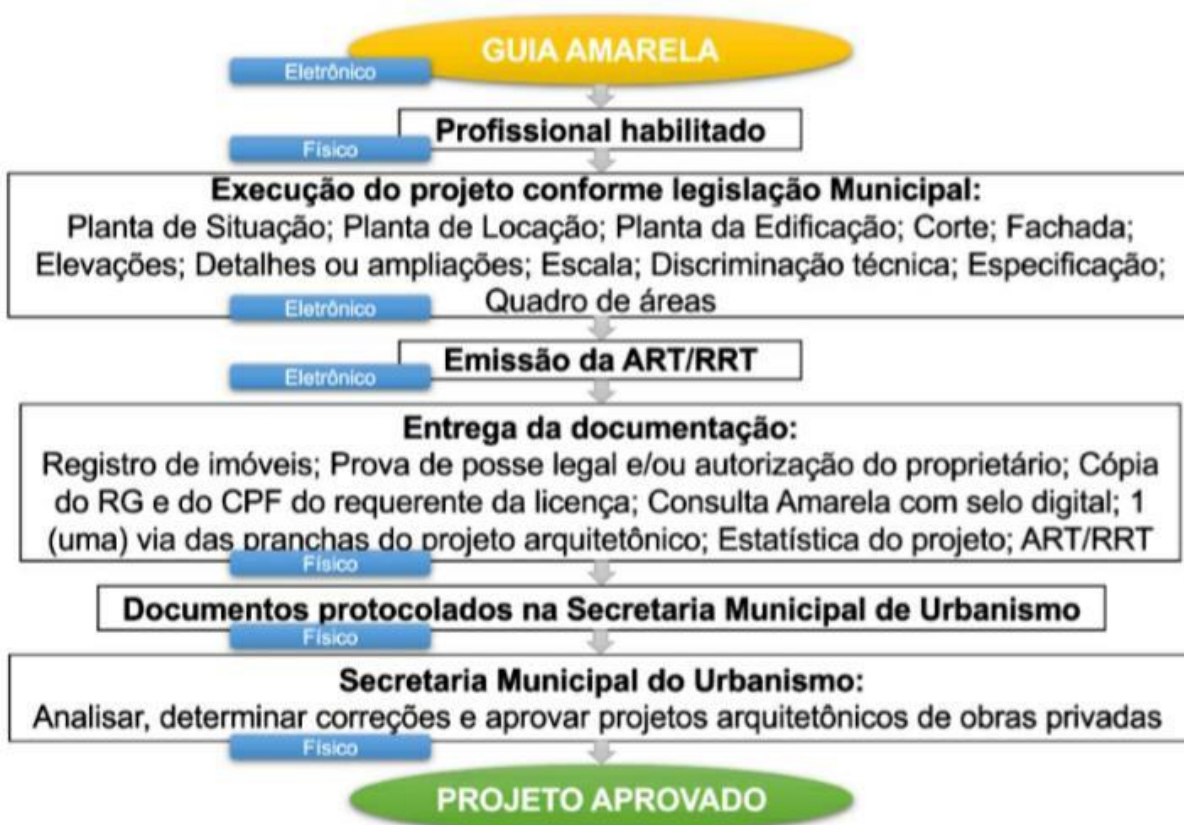 GUIA AMARELA
Eletrônico
Profissional habilitado
Físico
Execução do projeto conforme legislação Municipal:
Planta de Situação; Planta de Locação; Planta da Edificação; Corte; Fachada;
Elevações; Detalhes ou ampliações; Escala; Discriminação técnica; Especificação;
Quadro de áreas
Eletrônico
Emissão da ART/RRT
Eletrônico
Entrega da documentação:
Registro de imóveis; Prova de posse legal e/ou autorização do proprietário; Cópia
do RG e do CPF do requerente da licença; Consulta Amarela com selo digital; 1
(uma) via das pranchas do projeto arquitetônico; Estatística do projeto; ART/RRT
Físico
Documentos protocolados na Secretaria Municipal de Urbanismo
Físico
Secretaria Municipal do Urbanismo:
Analisar, determinar correções e aprovar projetos arquitetônicos de obras privadas
Físico
PROJETO APROVADO